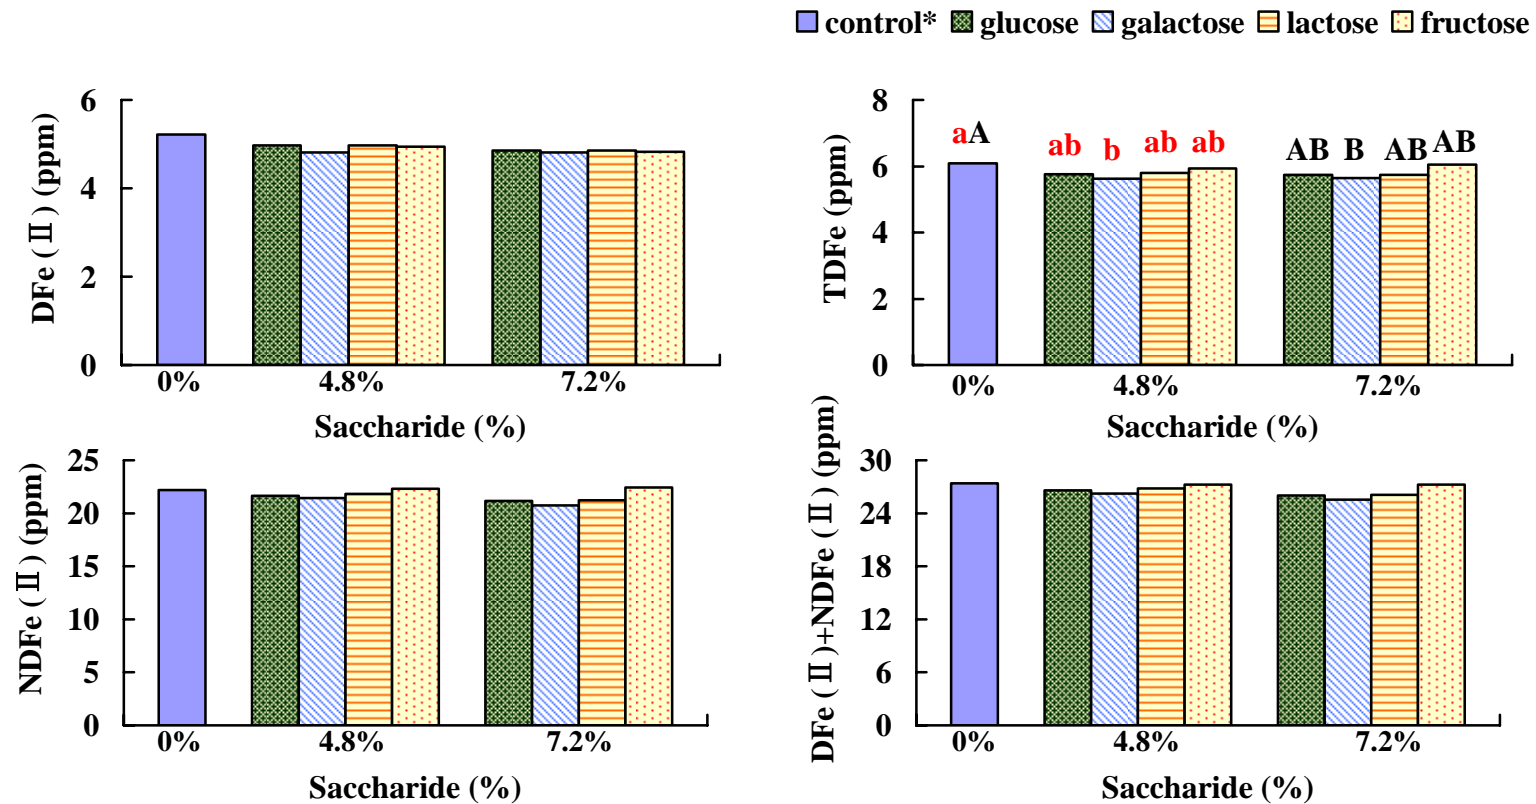 control* glucose galactose lactose fructose
DFe (Ⅱ) (ppm)
6
4
2
0
0% 4.8% 7.2%
Saccharide (%)
TDFe (ppm)
8
6
4
2
0
aA ab b ab ab AB B AB AB
0% 4.8% 7.2%
Saccharide (%)
NDFe (Ⅱ) (ppm)
25
20
15
10
5
0
0% 4.8% 7.2%
Saccharide (%)
DFe (Ⅱ)+NDFe (Ⅱ) (ppm)
30
24
18
12
6
0
0% 4.8% 7.2%
Saccharide (%)